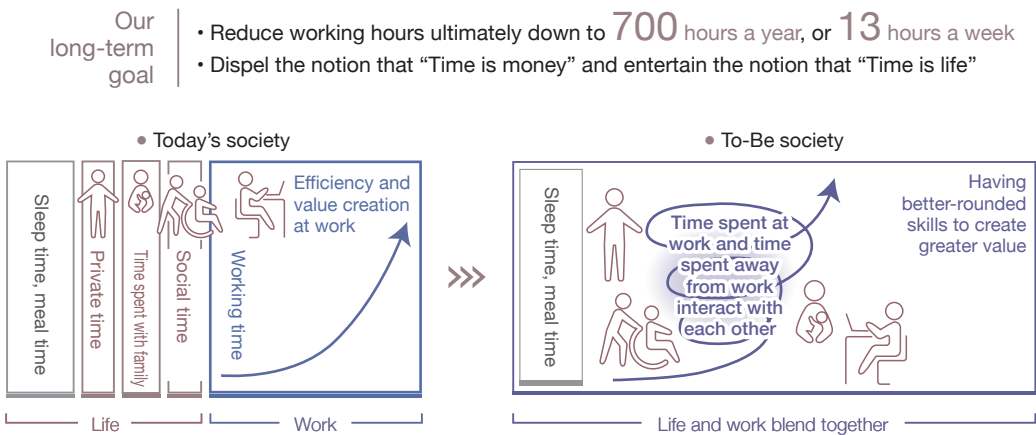 Our
long-term
goal
• Reduce working hours ultimately down to 700 hours a year, or 13 hours a week
• Dispel the notion that “Time is money” and entertain the notion that “Time is life”
• Today’s society
Sleep time, meal time
Private time
Time spent with family
Social time
Working time
Efficiency and
value creation
at work
Life
Work
• To-Be society
Sleep time, meal time
Time spent at
work and time
spent away
from work
interact with
each other
Having
better-rounded
skills to create
greater value
Life and work blend together